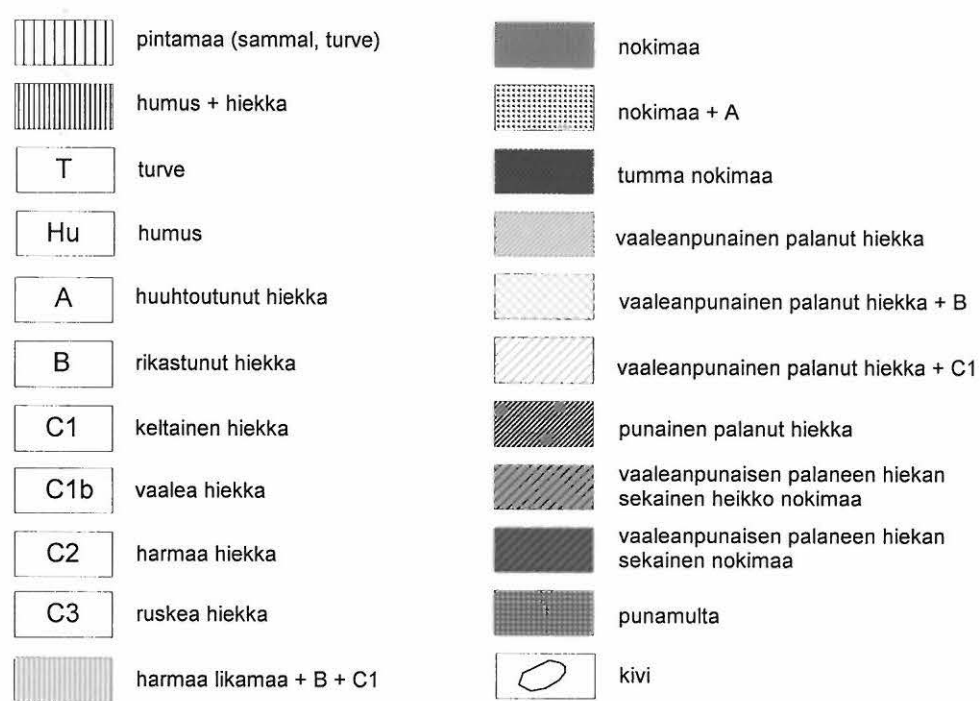 pintamaa (sammal, turve)
humus + hiekka
T turve
Hu humus
A huuhtoutunut hiekka
B rikastunut hiekka
C1 keltainen hiekka
C1b vaalea hiekka
C2 harmaa hiekka
C3 ruskea hiekka
harmaa likamaa + B + C1
nokimaa
nokimaa + A
tumma nokimaa
vaaleanpunainen palanut hiekka
vaaleanpunainen palanut hiekka + B
vaaleanpunainen palanut hiekka + C1
punainen palanut hiekka
vaaleanpunaisen palaneen hiekan
sekainen heikko nokimaa
vaaleanpunaisen palaneen hiekan
sekainen nokimaa
punamulta
kivi